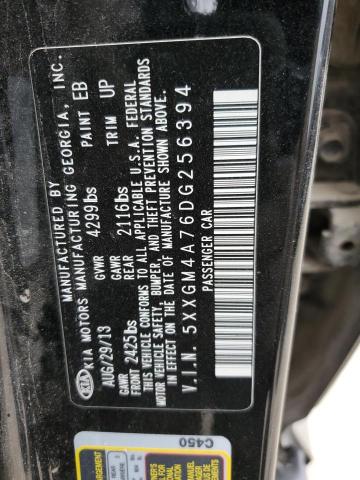 MANUFACTURED BY
KIA MOTORS MANUFACTURING GEORGIA, INC.
AUG/29/13 GVWR 4299lbs PAINT EB
GAWR FRONT 2425lbs GAWR REAR 2116lbs TRIM UP
THIS VEHICLE CONFORMS TO ALL APPLICABLE U.S.A. FEDERAL
MOTOR VEHICLE SAFETY, BUMPER, AND THEFT PREVENTION STANDARDS
IN EFFECT ON THE DATE OF MANUFACTURE SHOWN ABOVE.
V.I.N. 5XXGM4A76DG256394
PASSENGER CAR
C450